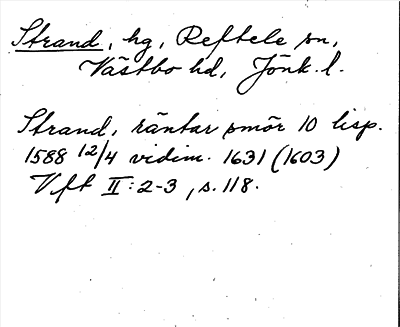 Strand, hg, Reftele sn,
Västbo hd, Jönk. l.
Strand, räntar smör 10 lisp.
1588 12/4 vidim. 1631 (1603)
Vft II:2-3, s. 118.